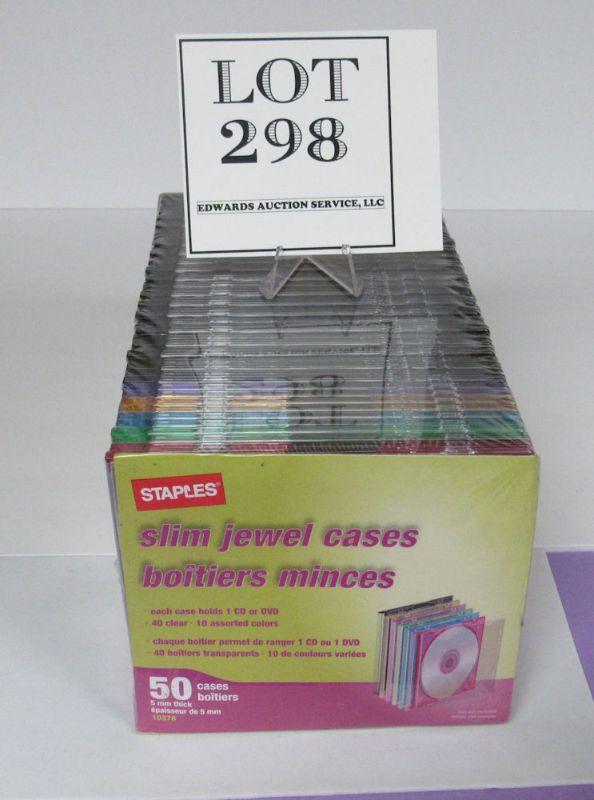 LOT
298
EDWARDS AUCTION SERVICE, LLC
STAPLES
slim jewel cases
boîtiers minces
each case holds 1 CD or DVD
40 clear · 10 assorted colors
chaque boîtier permet de ranger 1 CD ou 1 DVD
40 boîtiers transparents · 10 de couleurs variées
50 cases
boîtiers
5 mm thick
épaisseur de 5 mm
10378